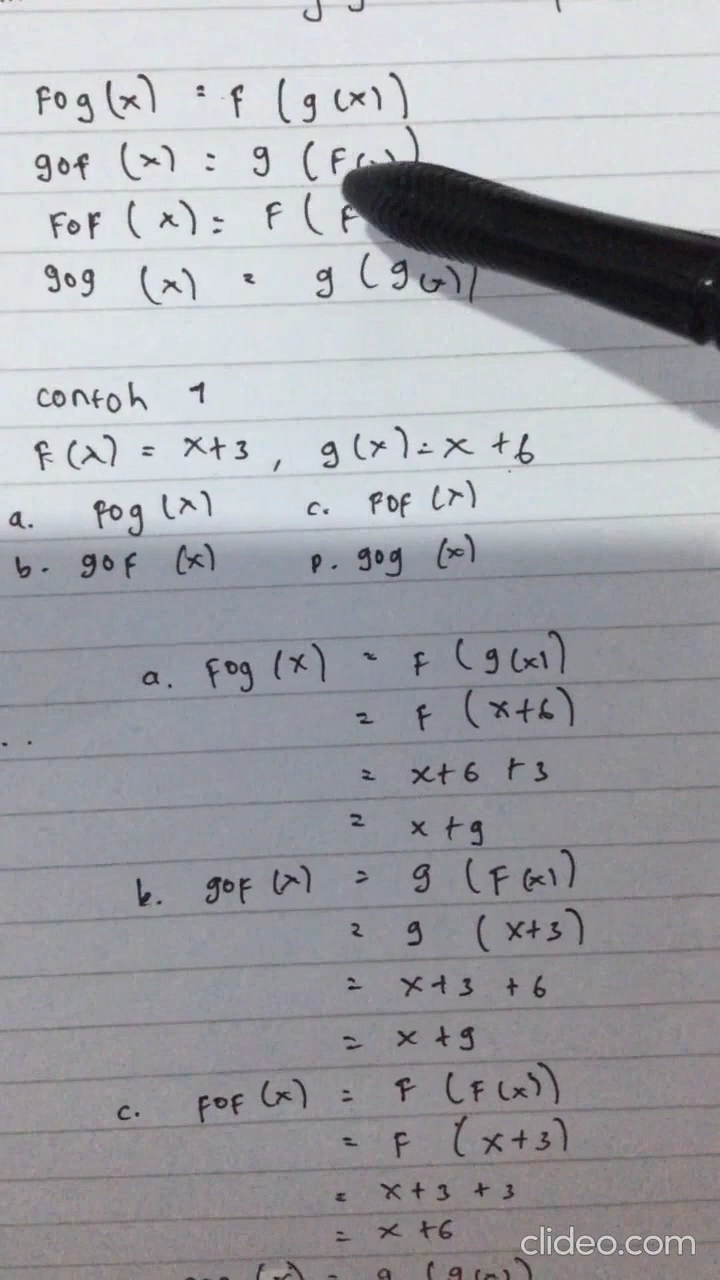 Fog (x) = F (g(x))
gof (x) = g (F(x))
FOF (x) = F (F
gog (x) = g (g(x))
contoh 1
F(x) = x+3, g(x) = x +6
a. Fog (x) c. FOF (x)
b. gof (x) D. gog (x)
a. Fog (x) = F (g(x))
= F (x+6)
= x+6 +3
= x+9
b. gof (x) = g (F(x))
= g (x+3)
= x+3 +6
= x+9
c. FOF (x) = F (F(x))
= F (x+3)
= x+3 +3
= x +6
(x) = g (g(x))
clideo.com